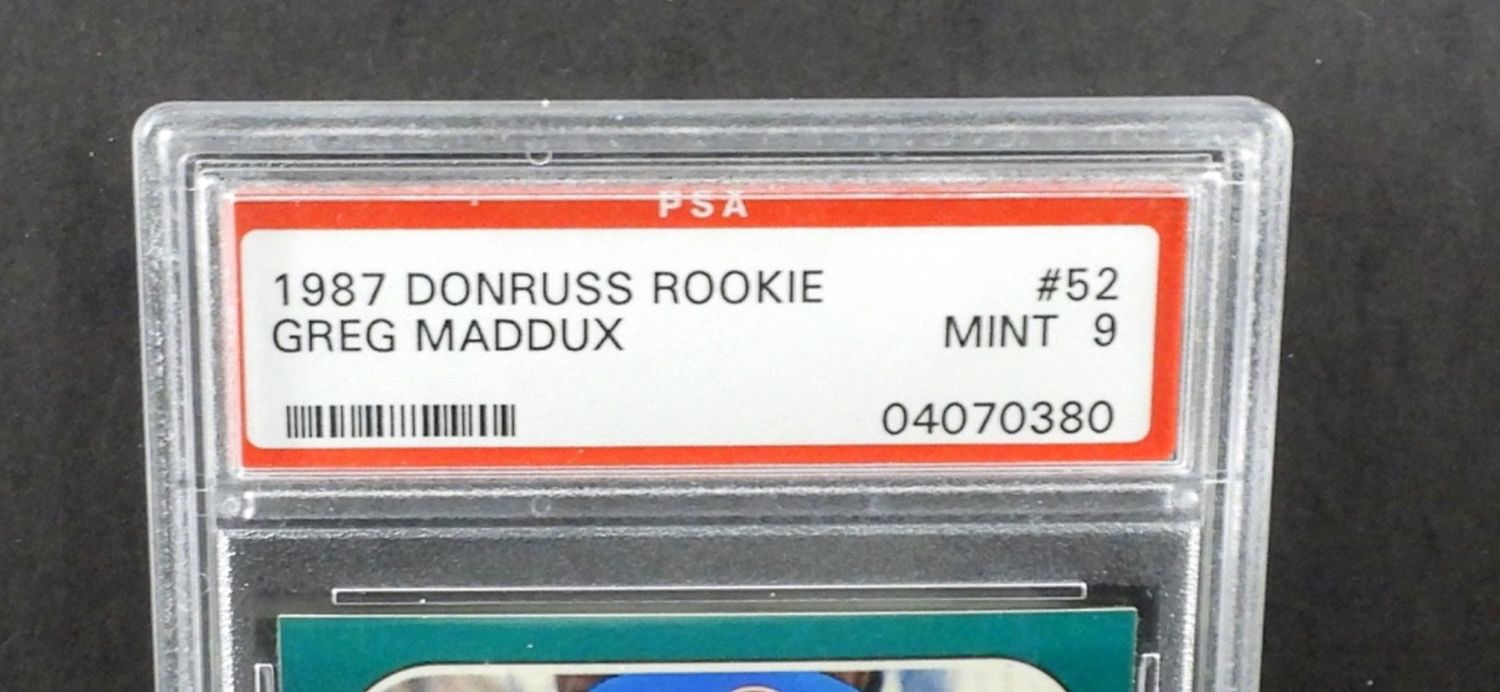 PSA
1987 DONRUSS ROOKIE #52
GREG MADDUX MINT 9
04070380